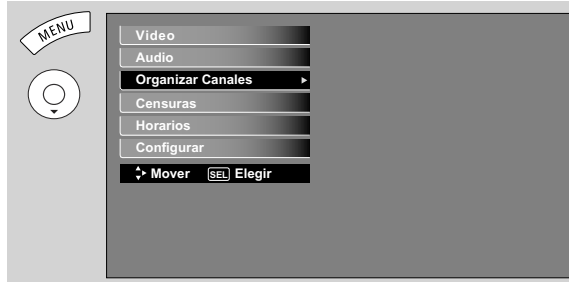 MENU
Video
Audio
Organizar Canales
Censuras
Horarios
Configurar
Mover SEL Elegir